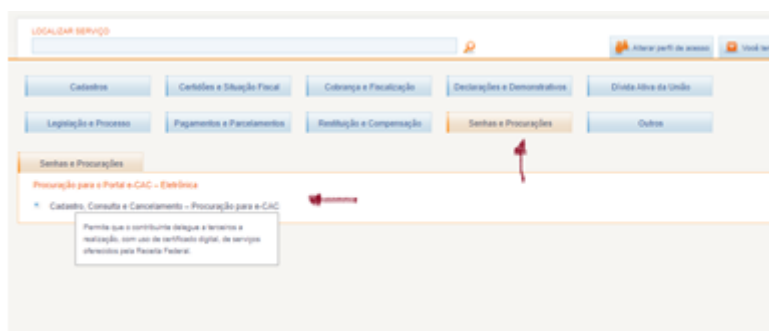 LOCALIZAR SERVIÇO
Alterar perfil de acesso
Você te
Cadastros
Certidões e Situação Fiscal
Cobrança e Fiscalização
Declarações e Demonstrativos
Dívida Ativa da União
Legislação e Processo
Pagamentos e Parcelamentos
Restituição e Compensação
Senhas e Procurações
Outros
Senhas e Procurações
Procuração para o Portal e-CAC – Eletrônica
Cadastro, Consulta e Cancelamento – Procuração para e-CAC
Permite que o contribuinte delegue a terceiros a
realização, com uso de certificado digital, de serviços
oferecidos pela Receita Federal.